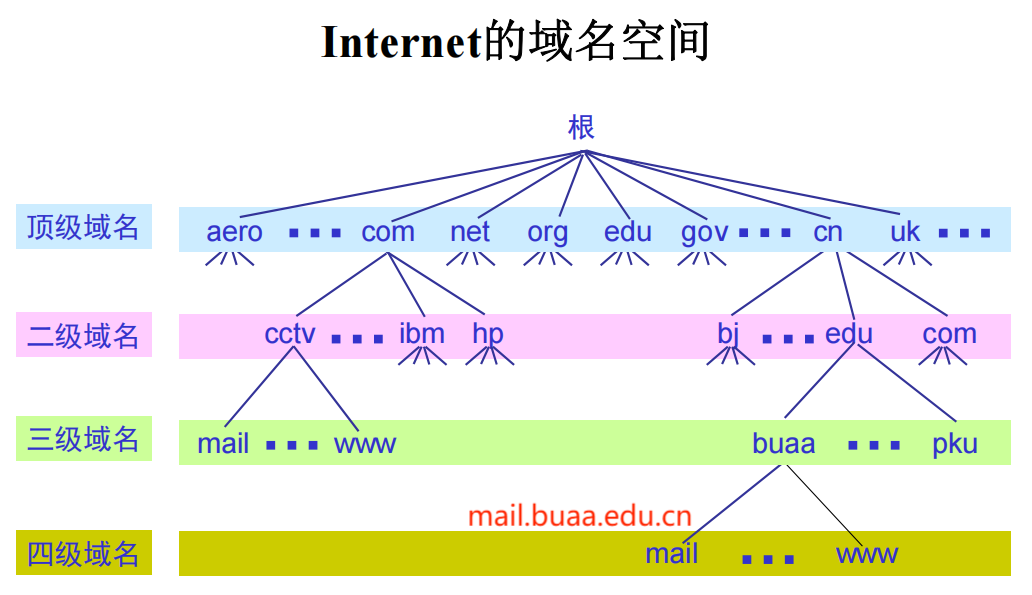 Internet的域名空间
根
顶级域名 aero ▪▪▪ com net org edu gov ▪▪▪ cn uk ▪▪▪
二级域名 cctv ▪▪▪ ibm hp bj ▪▪▪ edu com
三级域名 mail ▪▪▪ www buaa ▪▪▪ pku
mail.buaa.edu.cn
四级域名 mail ▪▪▪ www